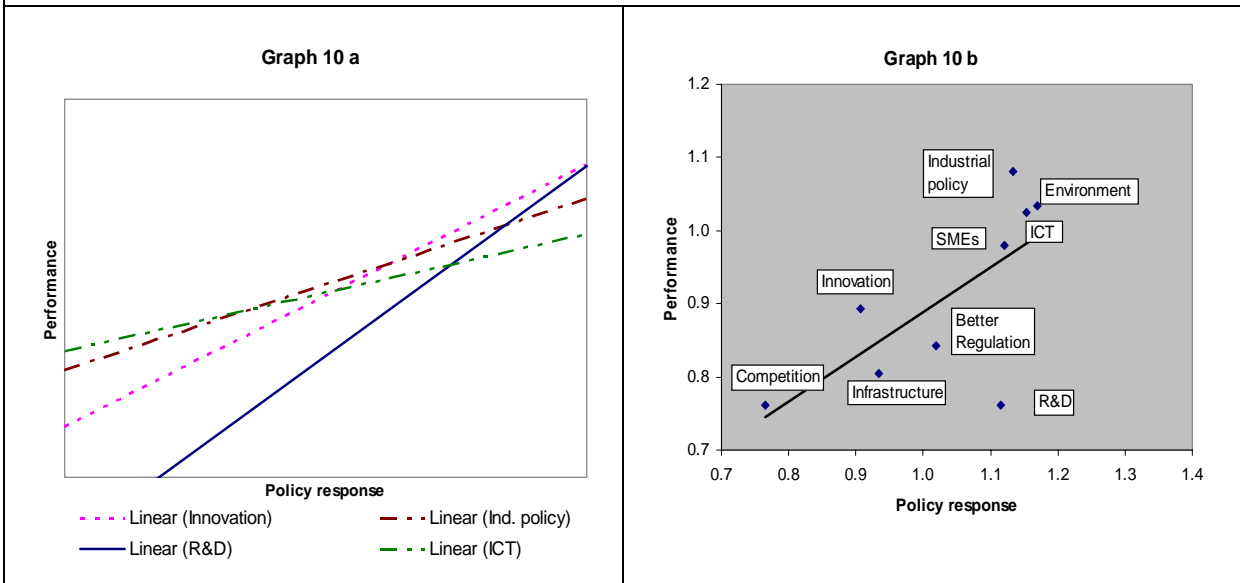 Graph 10 a
Performance
Policy response
Linear (Innovation)
Linear (Ind. policy)
Linear (R&D)
Linear (ICT)
Graph 10 b
1.2
1.1
1.0
0.9
0.8
0.7
Performance
Industrial
policy
Environment
SMEs
ICT
Innovation
Better
Regulation
Competition
Infrastructure
R&D
0.7 0.8 0.9 1.0 1.1 1.2 1.3 1.4
Policy response